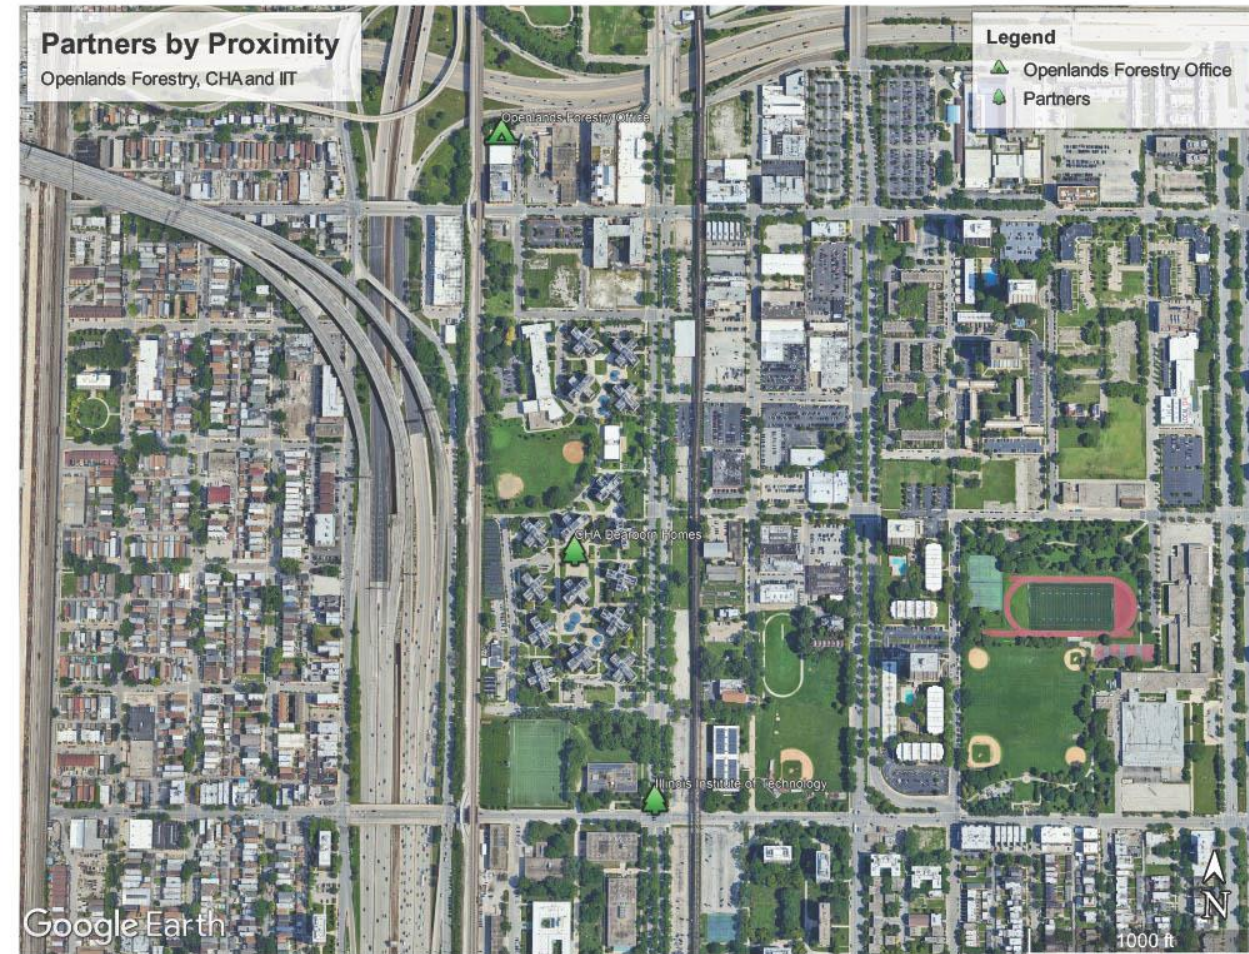 Partners by Proximity
Openlands Forestry, CHA and IIT
Legend
Openlands Forestry Office
Partners
Openlands Forestry Office
CHA Dearborn Homes
Illinois Institute of Technology
Google Earth
N
1000 ft